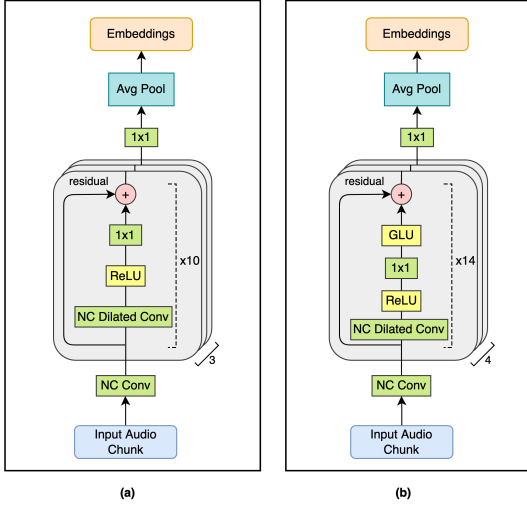 Embeddings
Avg Pool
1x1
residual
+
1x1
x10
ReLU
NC Dilated Conv
3
NC Conv
Input Audio
Chunk
(a)
Embeddings
Avg Pool
1x1
residual
+
GLU
1x1
x14
ReLU
NC Dilated Conv
4
NC Conv
Input Audio
Chunk
(b)